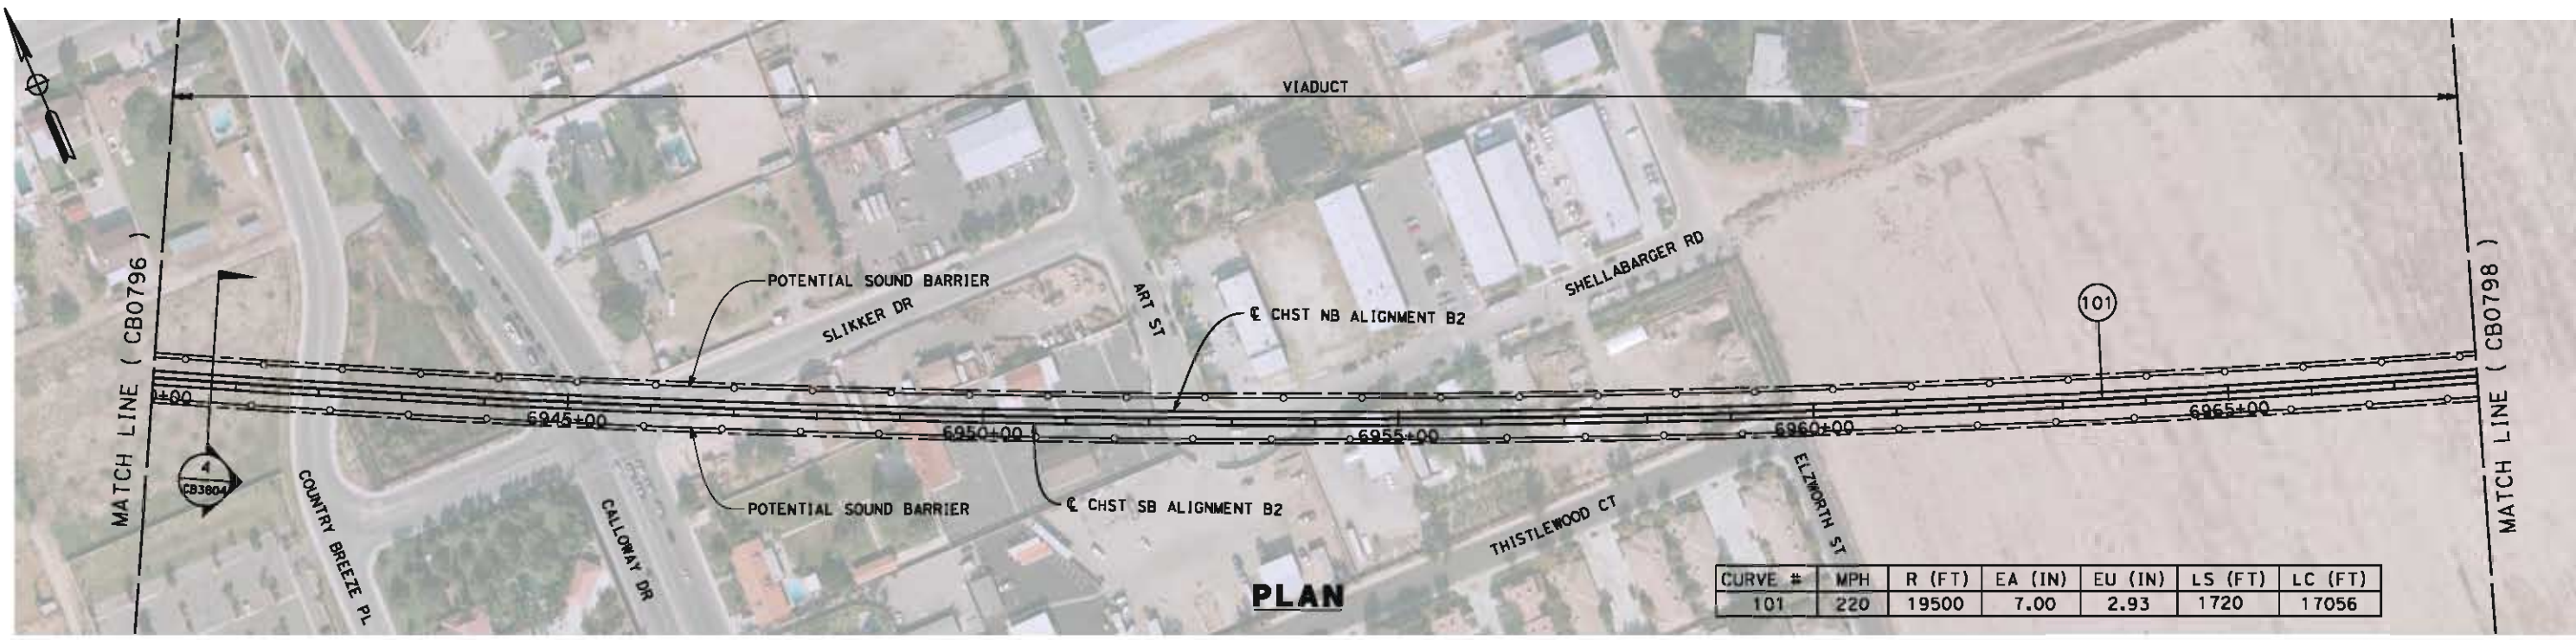 VIADUCT
MATCH LINE ( CB0796 )
MATCH LINE ( CB0798 )
POTENTIAL SOUND BARRIER
SLIKKER DR
ART ST
℄ CHST NB ALIGNMENT B2
SHELLABARGER RD
101
+00
6945+00
6950+00
6955+00
6960+00
6965+00
4
CB3804
COUNTRY BREEZE PL
CALLOWAY DR
POTENTIAL SOUND BARRIER
℄ CHST SB ALIGNMENT B2
THISTLEWOOD CT
ELZWORTH ST
PLAN
CURVE # MPH R (FT) EA (IN) EU (IN) LS (FT) LC (FT)
101 220 19500 7.00 2.93 1720 17056